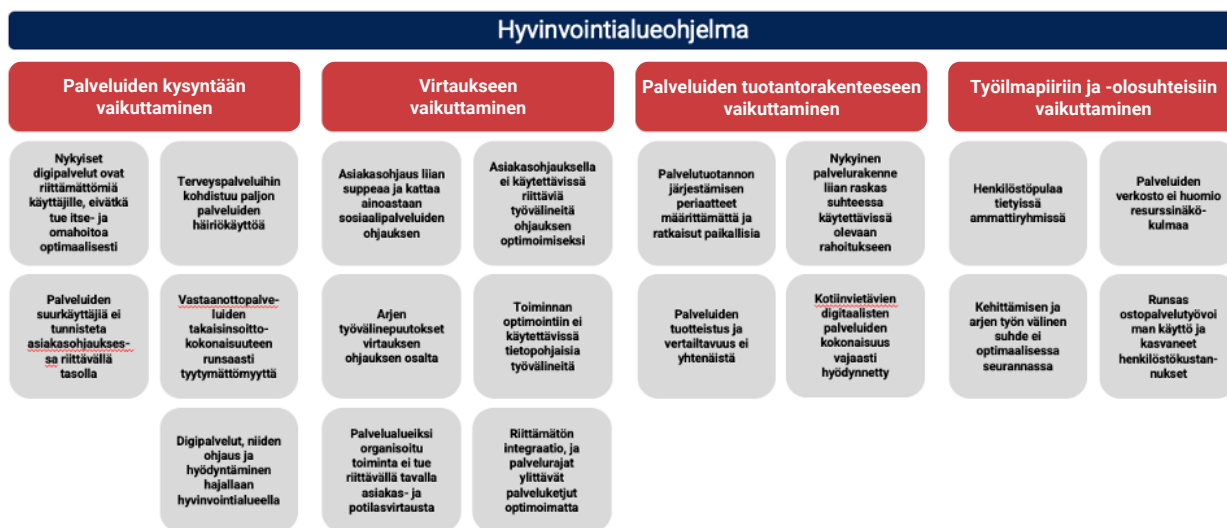 Hyvinvointialueohjelma
Palveluiden kysyntään
vaikuttaminen
Nykyiset
digipalvelut ovat
riittämättömiä
käyttäjille, eivätkä
tue itse- ja
omahoitoa
optimaalisesti
Terveyspalveluihin
kohdistuu paljon
palveluiden
häiriökäyttöä
Palveluiden
suurkäyttäjiä ei
tunnisteta
asiakasohjaukses-
sa riittävällä
tasolla
Vastaanottopalve-
luiden
takaisinsoitto-
kokonaisuuteen
runsaasti
tyytymättömyyttä
Digipalvelut, niiden
ohjaus ja
hyödyntäminen
hajallaan
hyvinvointialueella
Virtaukseen
vaikuttaminen
Asiakasohjaus liian
suppeaa ja kattaa
ainoastaan
sosiaalipalveluiden
ohjauksen
Asiakasohjauksella
ei käytettävissä
riittäviä
työvälineitä
ohjauksen
optimoimiseksi
Arjen
työvälinepuutokset
virtauksen
ohjauksen osalta
Toiminnan
optimointiin ei
käytettävissä
tietopohjaisia
työvälineitä
Palvelualueiksi
organisoitu
toiminta ei tue
riittävällä tavalla
asiakas- ja
potilasvirtausta
Riittämätön
integraatio, ja
palvelurajat
ylittävät
palveluketjut
optimoimatta
Palveluiden tuotantorakenteeseen
vaikuttaminen
Palvelutuotannon
järjestämisen
periaatteet
määrittämättä ja
ratkaisut paikallisia
Nykyinen
palvelurakenne
liian raskas
suhteessa
käytettävissä
olevaan
rahoitukseen
Palveluiden
tuotteistus ja
vertailtavuus ei
yhtenäistä
Kotiinvietävien
digitaalisten
palveluiden
kokonaisuus
vajaasti
hyödynnetty
Työilmapiiriin ja -olosuhteisiin
vaikuttaminen
Henkilöstöpulaa
tietyissä
ammattiryhmissä
Palveluiden
verkosto ei huomio
resurssinäkö-
kulmaa
Kehittämisen ja
arjen työn välinen
suhde ei
optimaalisessa
seurannassa
Runsas
ostopalvelutyövoi
man käyttö ja
kasvaneet
henkilöstökustan-
nukset